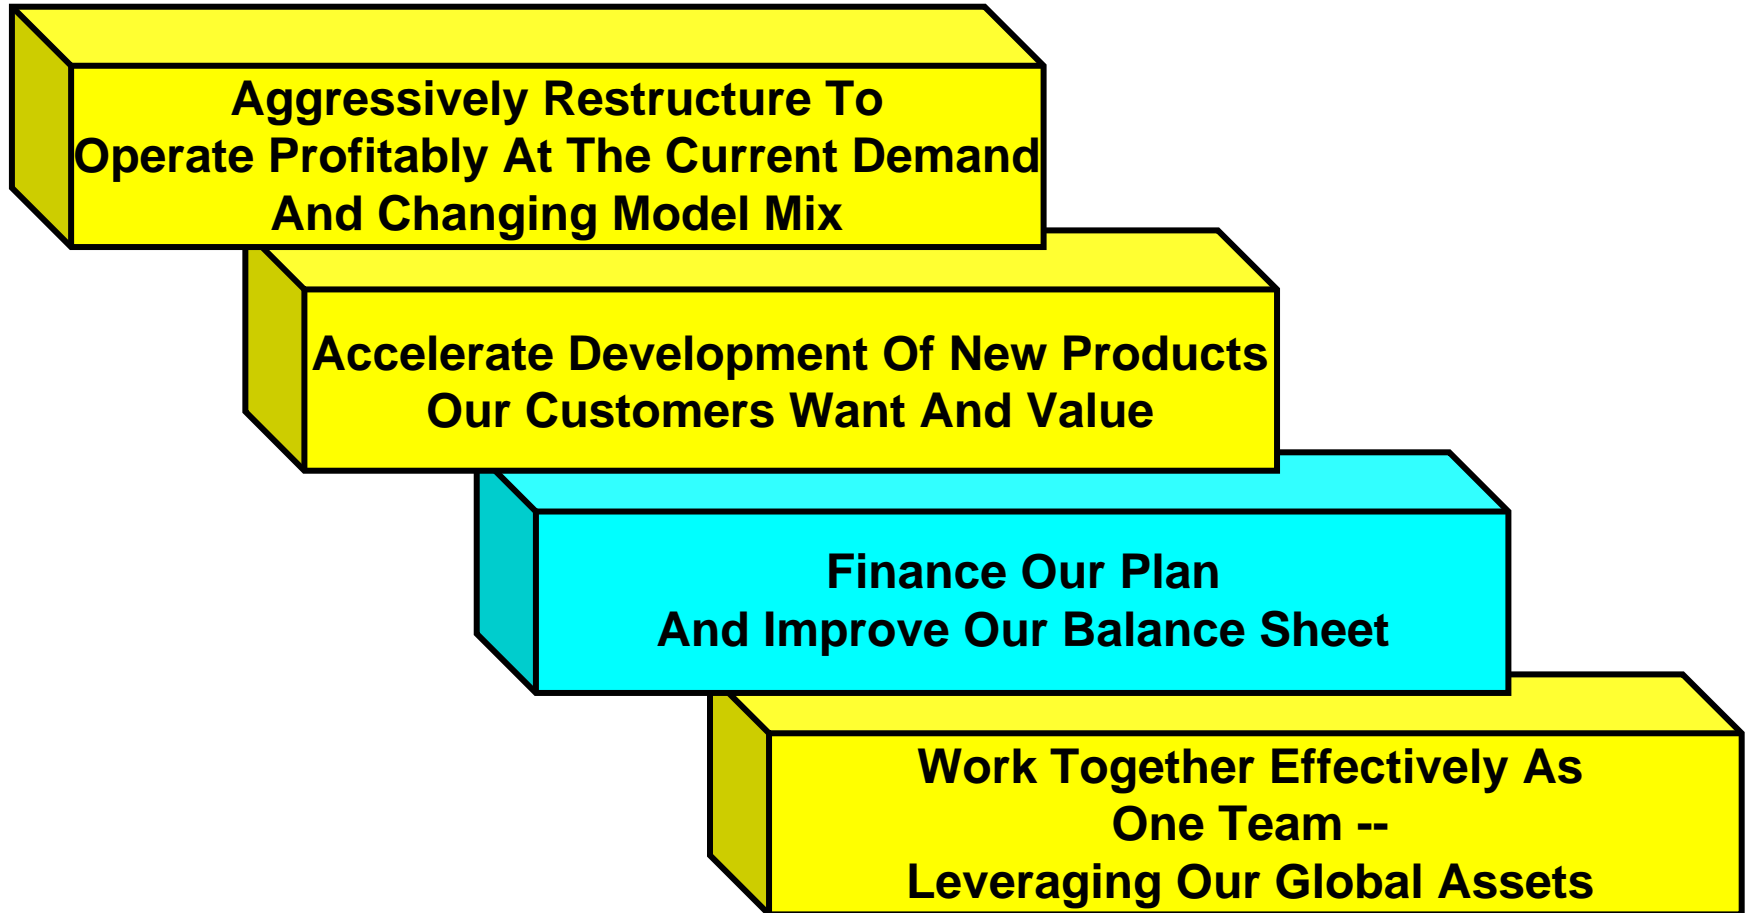 Aggressively Restructure To
Operate Profitably At The Current Demand
And Changing Model Mix
Accelerate Development Of New Products
Our Customers Want And Value
Finance Our Plan
And Improve Our Balance Sheet
Work Together Effectively As
One Team --
Leveraging Our Global Assets